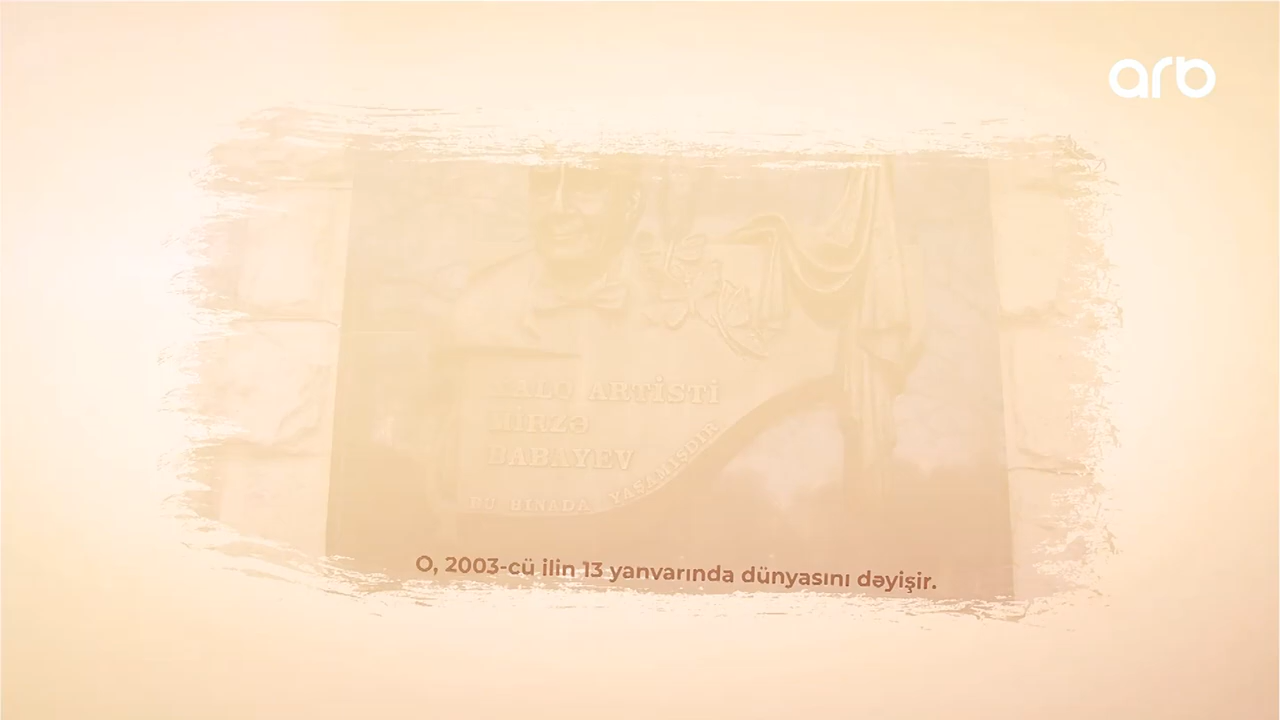 arb
XALQ ARTİSTİ
MİRZƏ
BABAYEV
BU BİNADA YAŞAMIŞDIR
O, 2003-cü ilin 13 yanvarında dünyasını dəyişir.